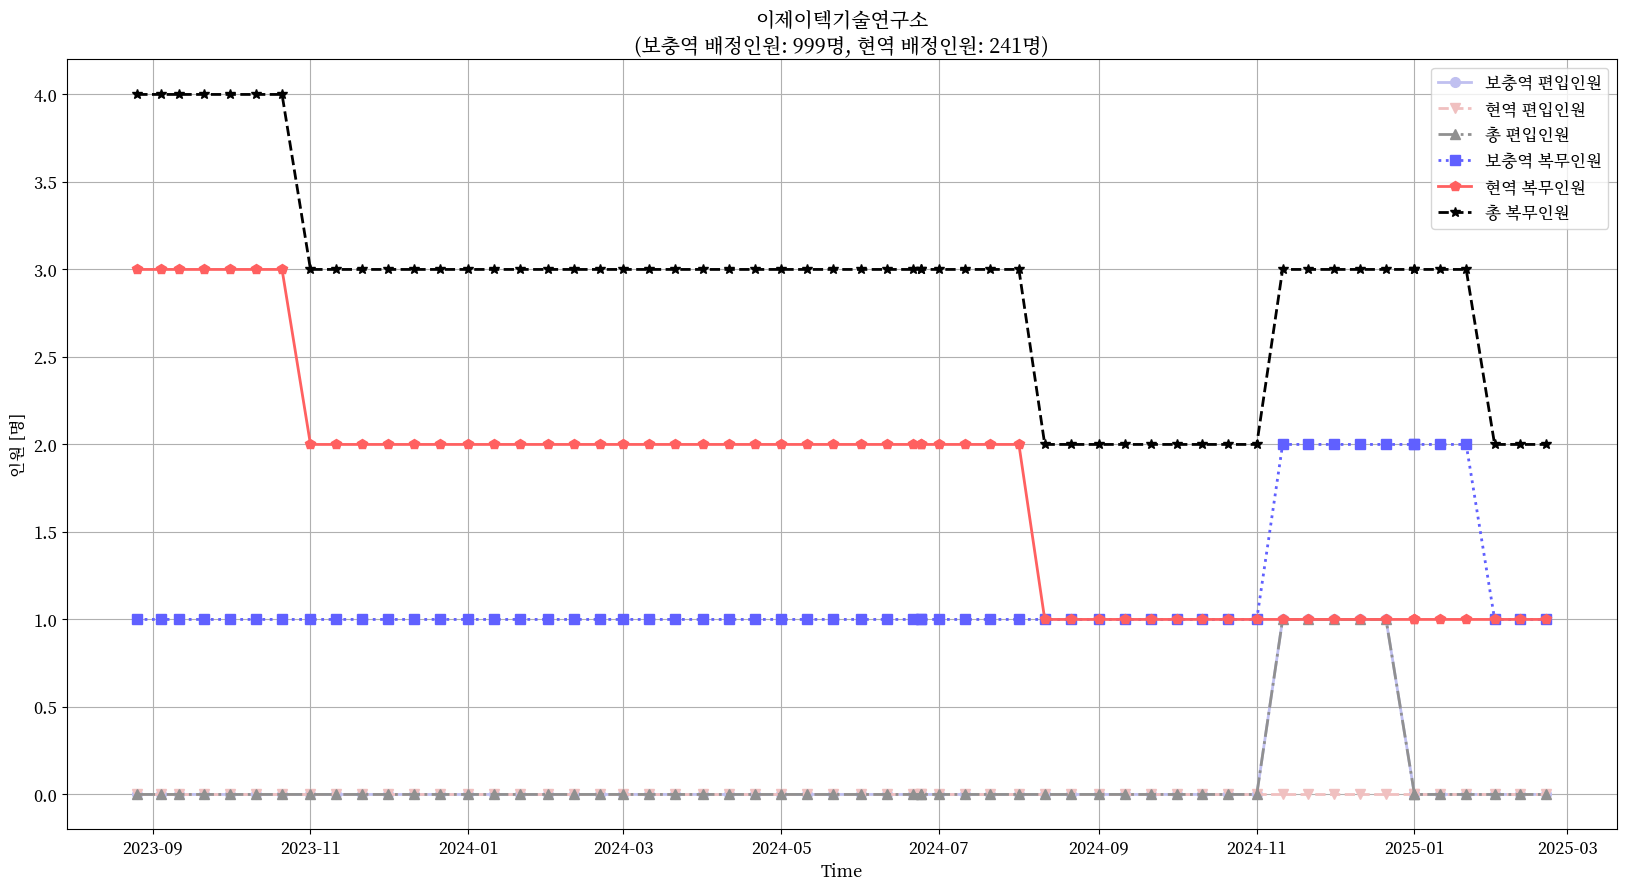 이제이텍기술연구소
(보충역 배정인원: 999명, 현역 배정인원: 241명)
보충역 편입인원
현역 편입인원
총 편입인원
보충역 복무인원
현역 복무인원
총 복무인원
인원 [명]
4.0
3.5
3.0
2.5
2.0
1.5
1.0
0.5
0.0
2023-09
2023-11
2024-01
2024-03
2024-05
2024-07
2024-09
2024-11
2025-01
2025-03
Time